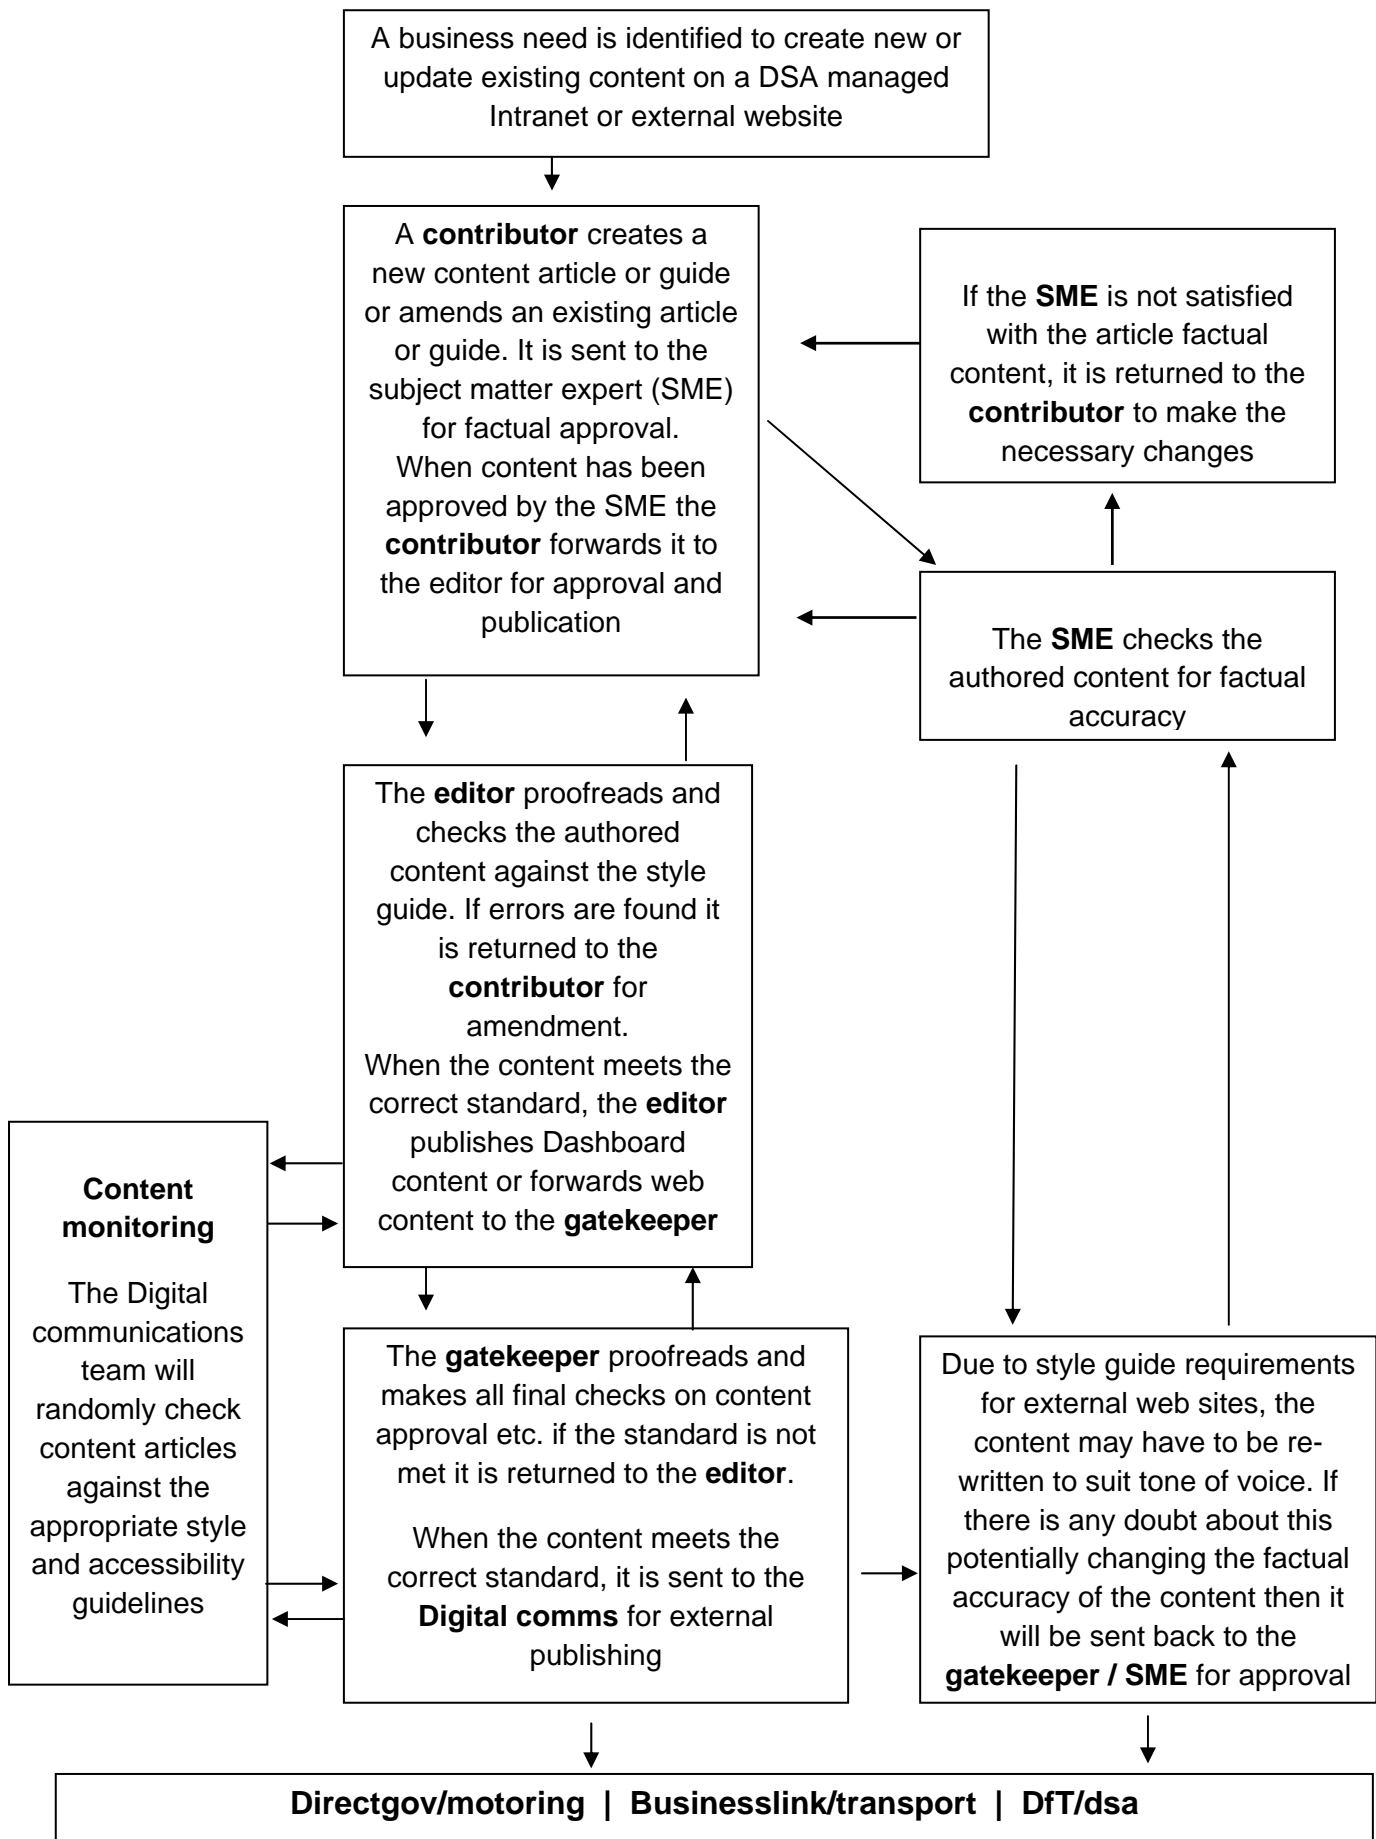 A business need is identified to create new or
update existing content on a DSA managed
Intranet or external website
A contributor creates a
new content article or guide
or amends an existing article
or guide. It is sent to the
subject matter expert (SME)
for factual approval.
When content has been
approved by the SME the
contributor forwards it to
the editor for approval and
publication
If the SME is not satisfied
with the article factual
content, it is returned to the
contributor to make the
necessary changes
The SME checks the
authored content for factual
accuracy
The editor proofreads and
checks the authored
content against the style
guide. If errors are found it
is returned to the
contributor for
amendment.
When the content meets the
correct standard, the editor
publishes Dashboard
content or forwards web
content to the gatekeeper
Content
monitoring
The Digital
communications
team will
randomly check
content articles
against the
appropriate style
and accessibility
guidelines
The gatekeeper proofreads and
makes all final checks on content
approval etc. if the standard is not
met it is returned to the editor.
When the content meets the
correct standard, it is sent to the
Digital comms for external
publishing
Due to style guide requirements
for external web sites, the
content may have to be re-
written to suit tone of voice. If
there is any doubt about this
potentially changing the factual
accuracy of the content then it
will be sent back to the
gatekeeper / SME for approval
Directgov/motoring | Businesslink/transport | DfT/dsa